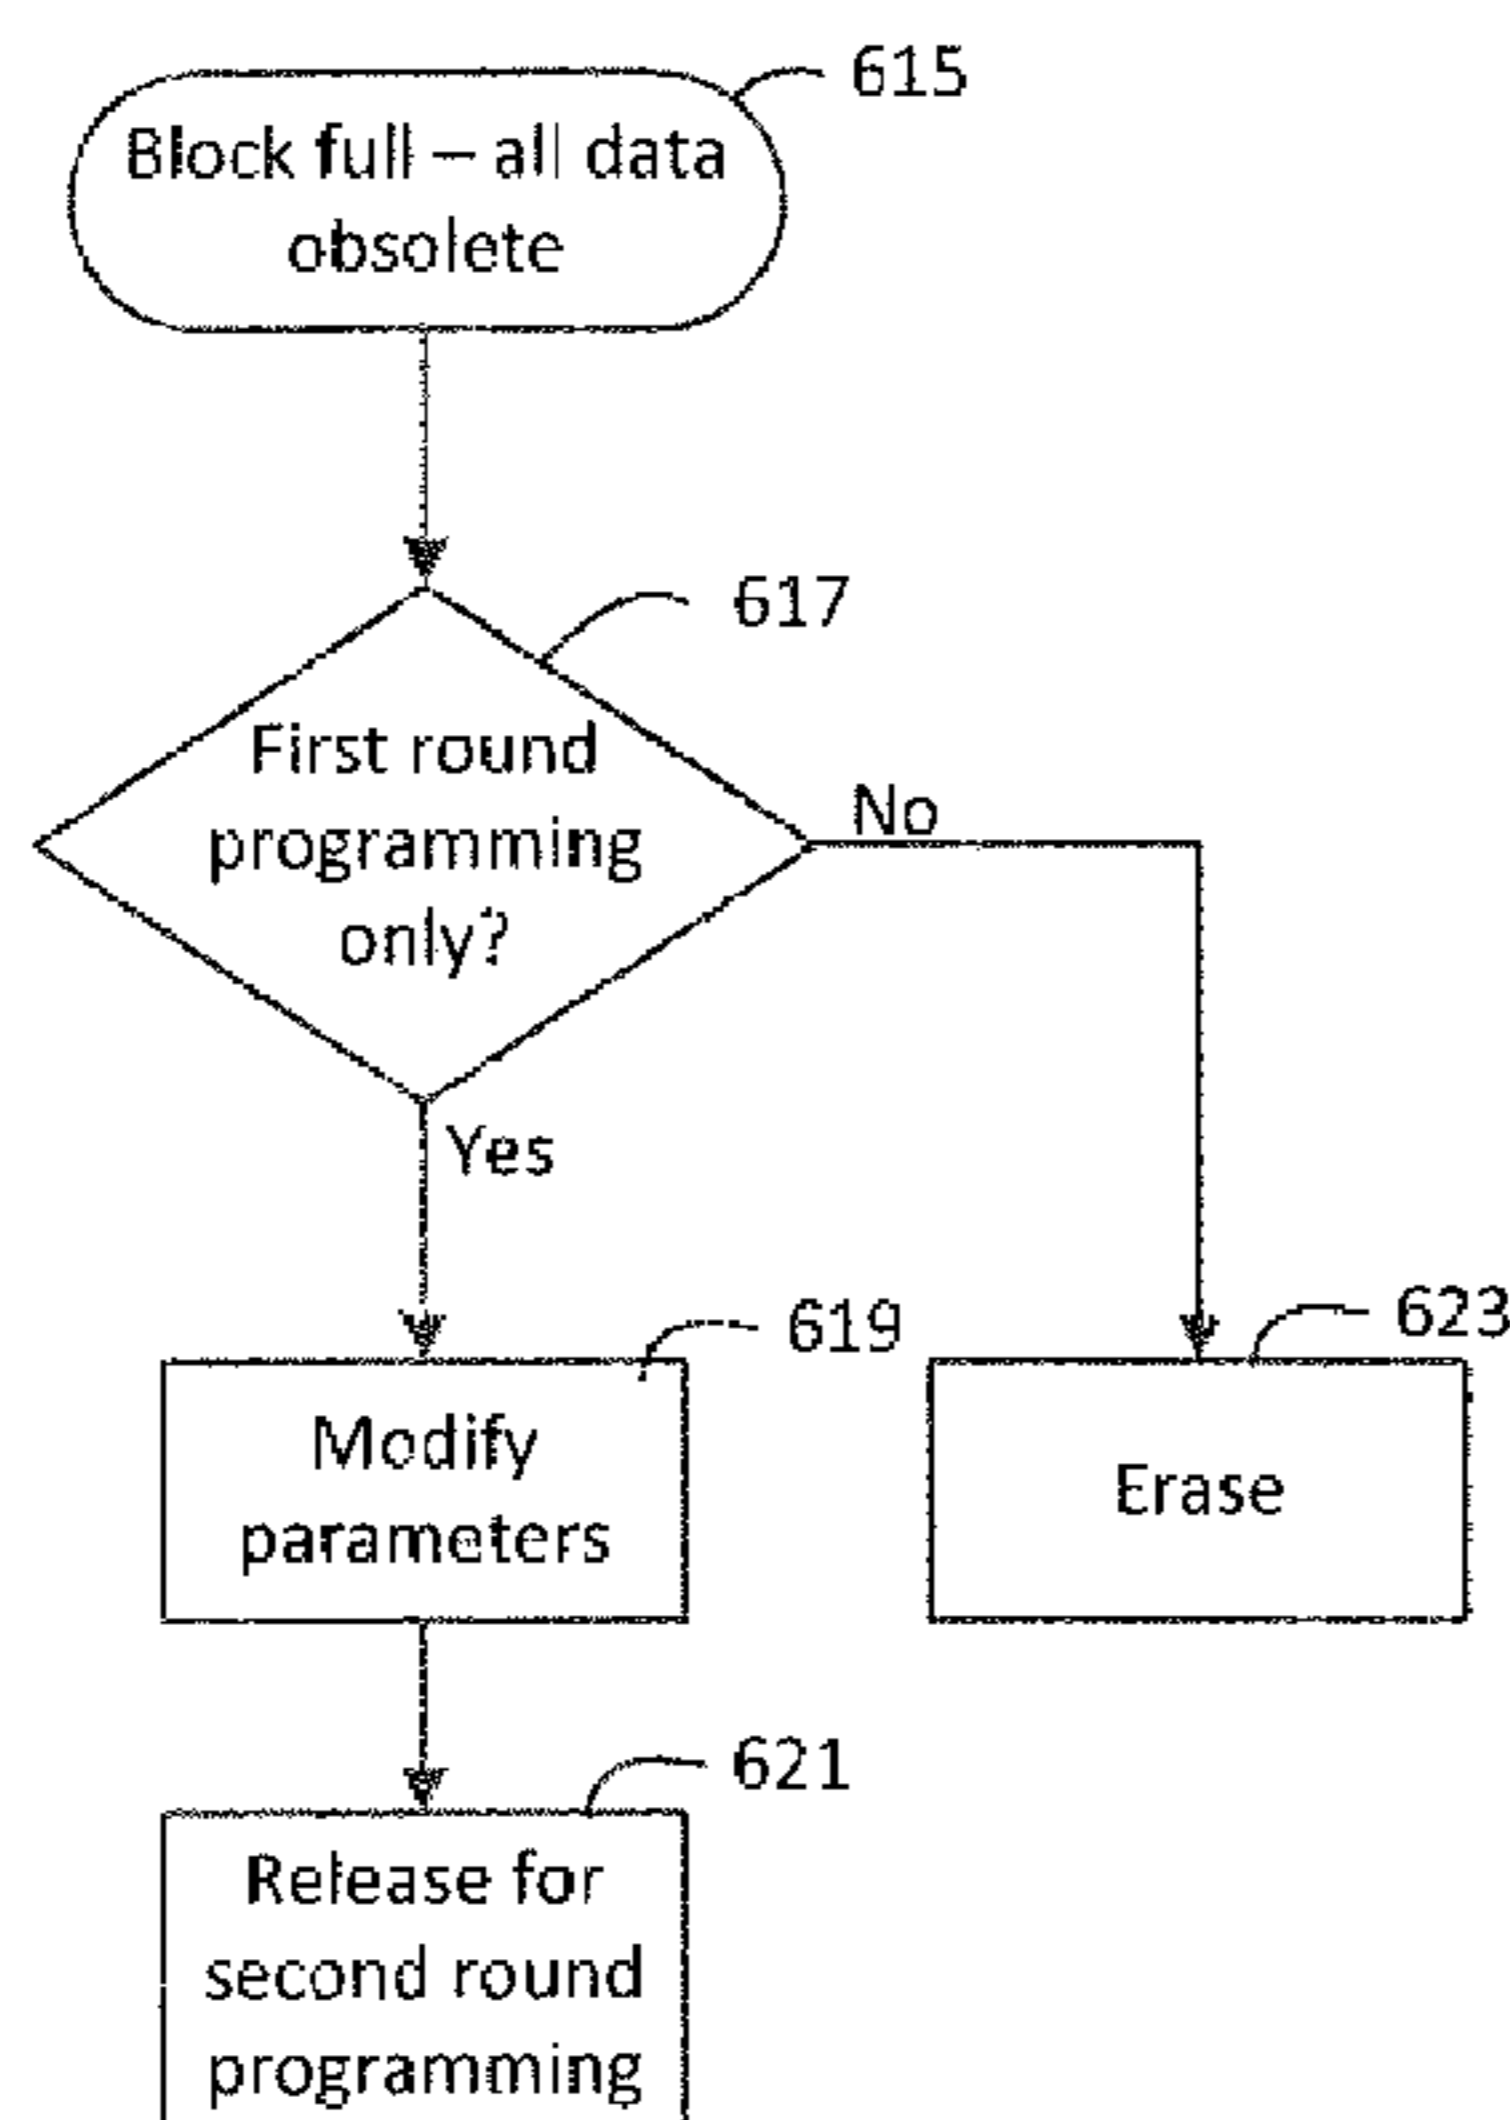 615
Block full – all data
obsolete
617
First round
programming
only?
No
Yes
619
Modify
parameters
623
Erase
621
Release for
second round
programming